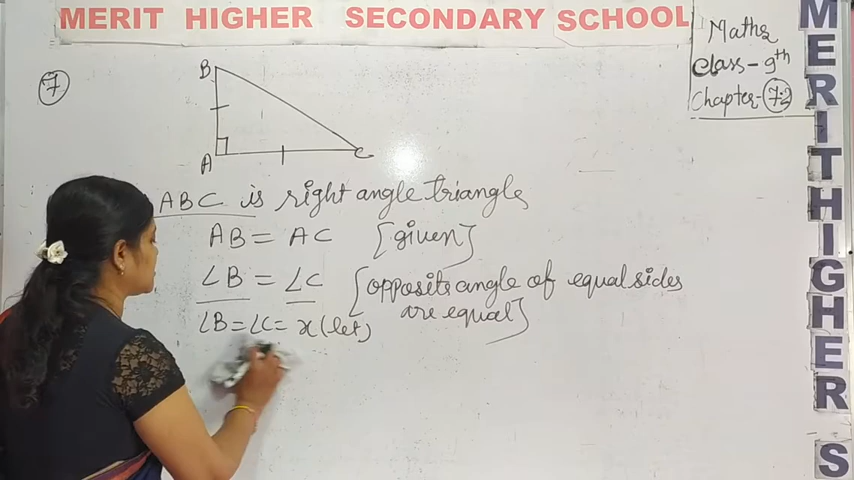 MERIT HIGHER SECONDARY SCHOOL
MERIT HIGHER S
Maths
Class - 9th
Chapter - 7.2
7
B
A
C
ABC is right angle triangle
AB = AC [given]
∠B = ∠C [opposite angle of equal sides
are equal]
∠B = ∠C = x (let)